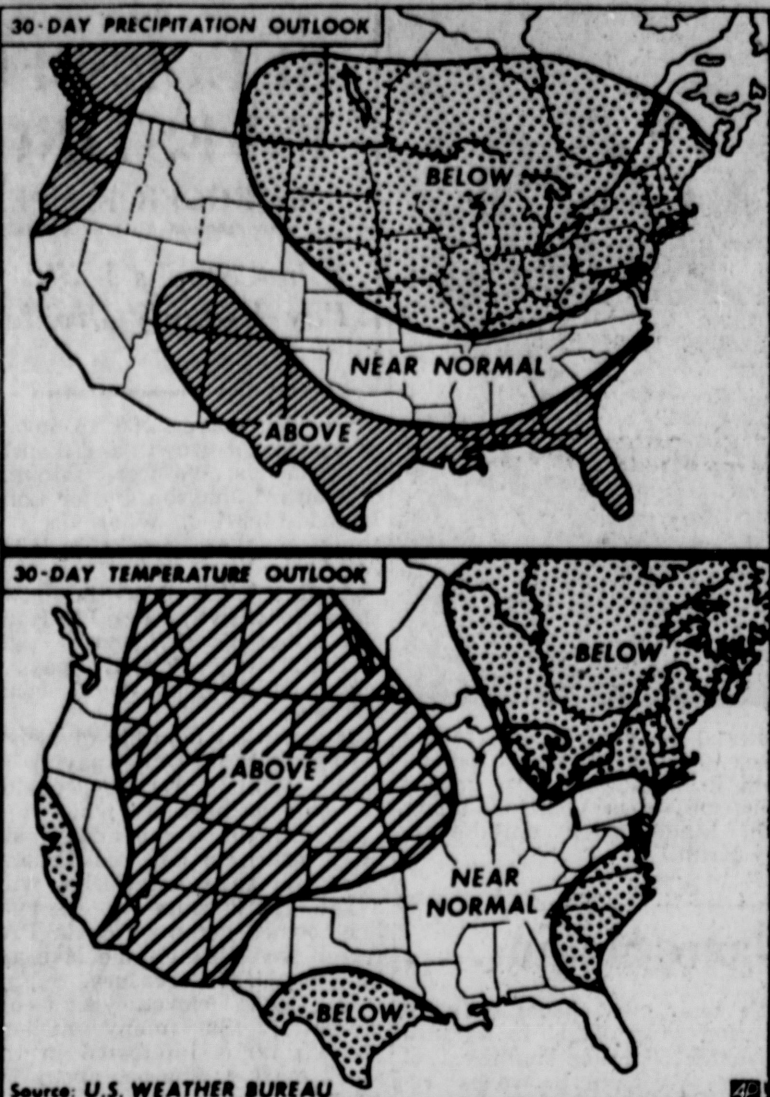 30-DAY PRECIPITATION OUTLOOK
BELOW
NEAR NORMAL
ABOVE
30-DAY TEMPERATURE OUTLOOK
BELOW
ABOVE
NEAR
NORMAL
BELOW
Source: U.S. WEATHER BUREAU